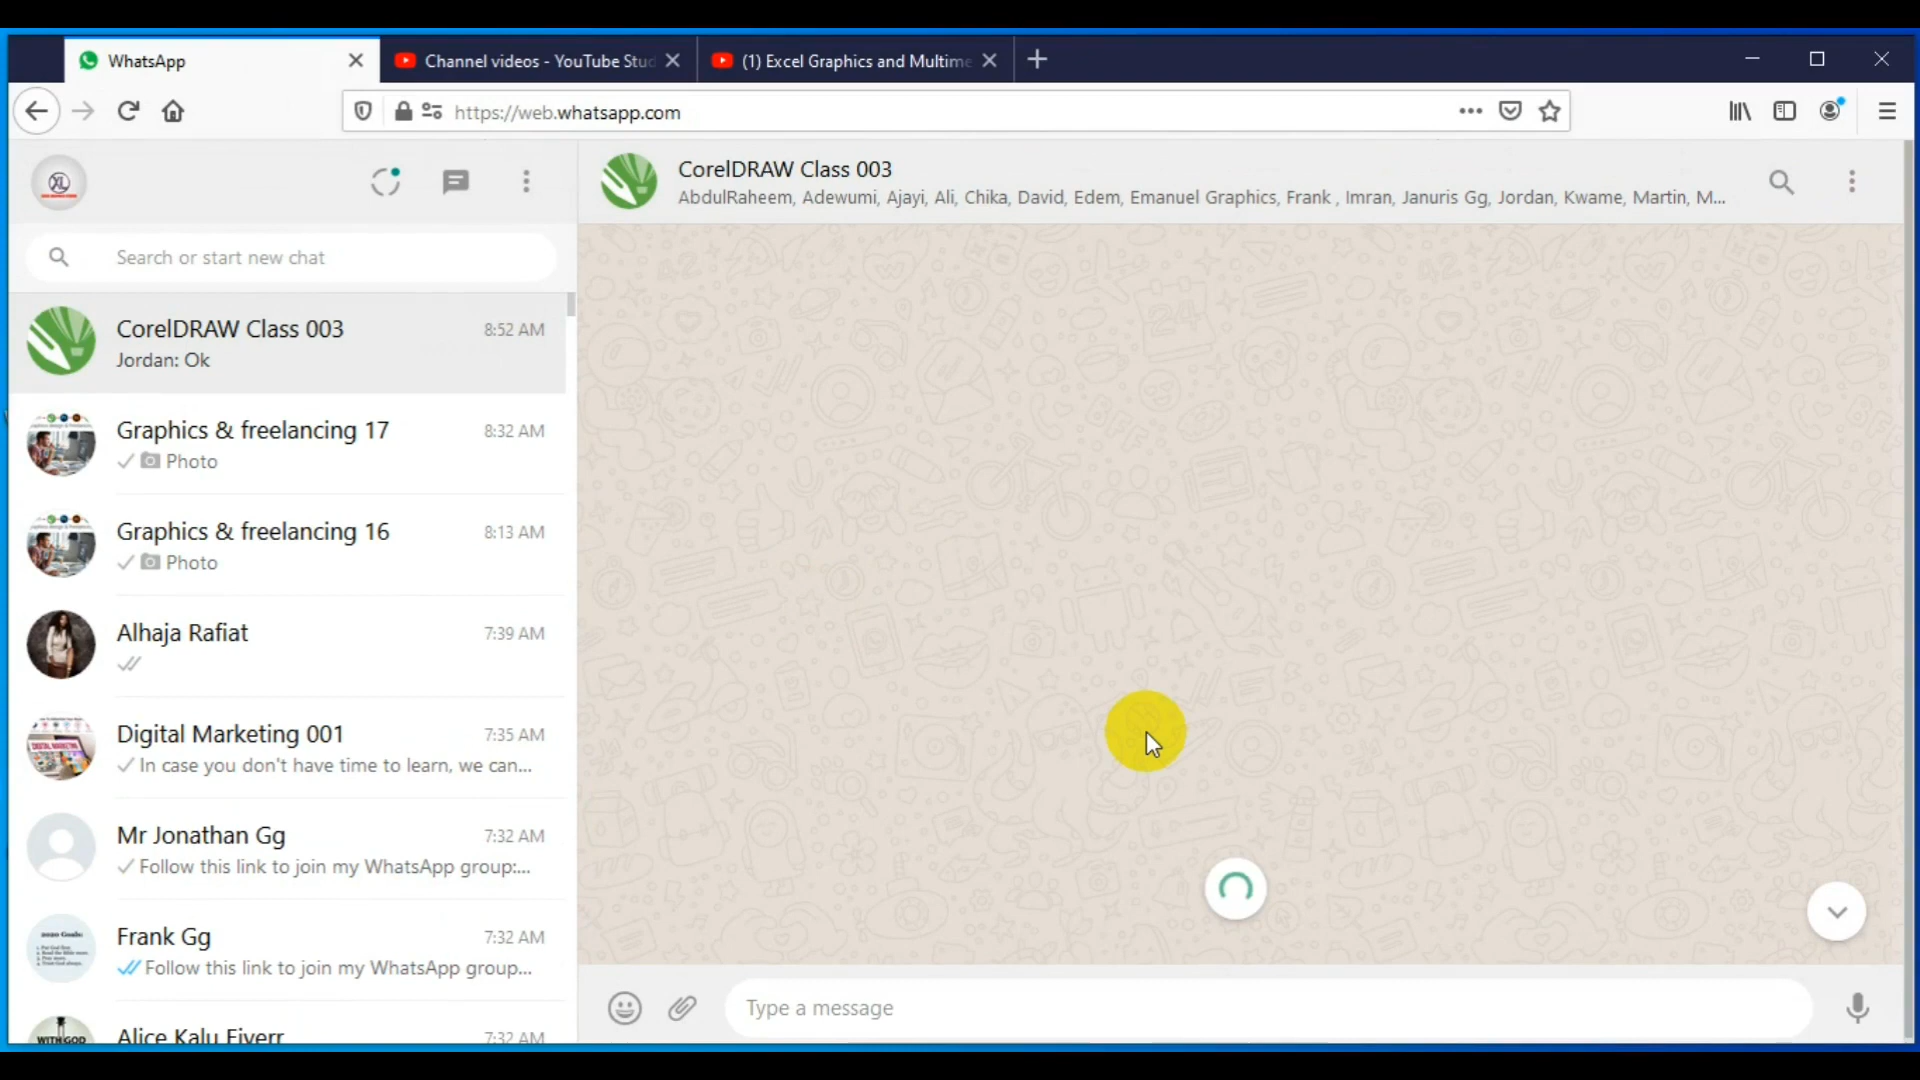 WhatsApp
Channel videos - YouTube Stud
(1) Excel Graphics and Multime
https://web.whatsapp.com
XL
CorelDRAW Class 003
AbdulRaheem, Adewumi, Ajayi, Ali, Chika, David, Edem, Emanuel Graphics, Frank , Imran, Januris Gg, Jordan, Kwame, Martin, M...
Search or start new chat
CorelDRAW Class 003
8:52 AM
Jordan: Ok
Graphics & freelancing 17
8:32 AM
Photo
Graphics & freelancing 16
8:13 AM
Photo
Alhaja Rafiat
7:39 AM
Digital Marketing 001
7:35 AM
In case you don't have time to learn, we can...
Mr Jonathan Gg
7:32 AM
Follow this link to join my WhatsApp group:...
Frank Gg
7:32 AM
Follow this link to join my WhatsApp group...
2020 Goals:
Alice Kalu Fiverr
7:32 AM
WITH GOD
Type a message